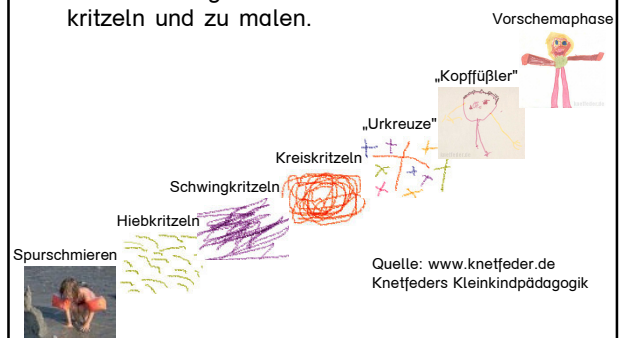 kritzeln und zu malen.
Vorschemaphase
„Kopffüßler"
„Urkreuze"
Kreiskritzeln
Schwingkritzeln
Hiebkritzeln
Spurschmieren
Quelle: www.knetfeder.de
Knetfeders Kleinkindpädagogik